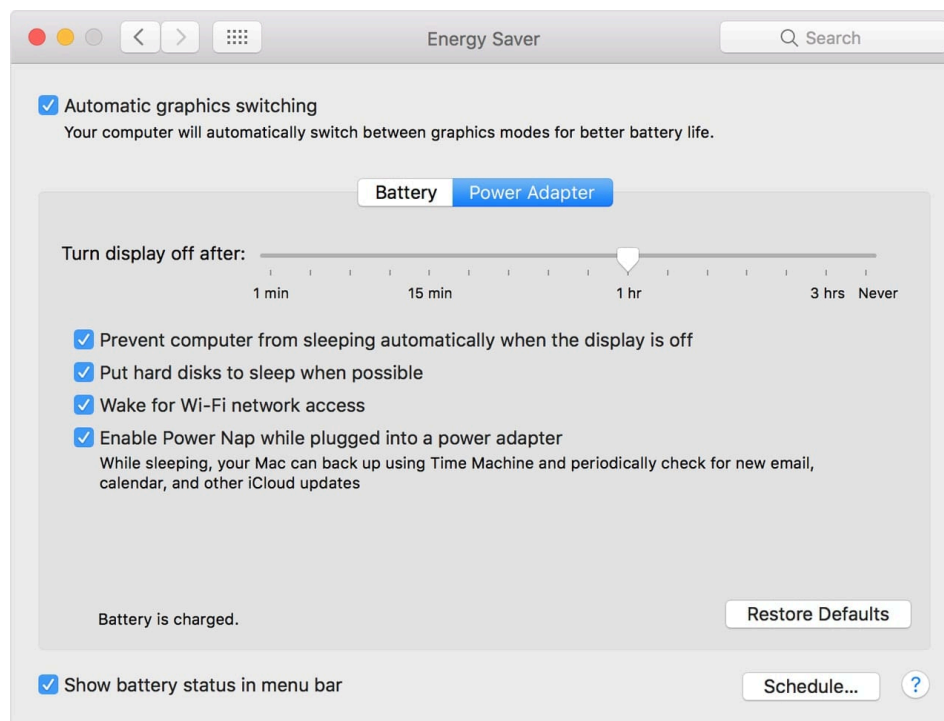 Energy Saver
Search
Automatic graphics switching
Your computer will automatically switch between graphics modes for better battery life.
Battery Power Adapter
Turn display off after:
1 min 15 min 1 hr 3 hrs Never
Prevent computer from sleeping automatically when the display is off
Put hard disks to sleep when possible
Wake for Wi-Fi network access
Enable Power Nap while plugged into a power adapter
While sleeping, your Mac can back up using Time Machine and periodically check for new email,
calendar, and other iCloud updates
Battery is charged.
Restore Defaults
Show battery status in menu bar
Schedule...
?